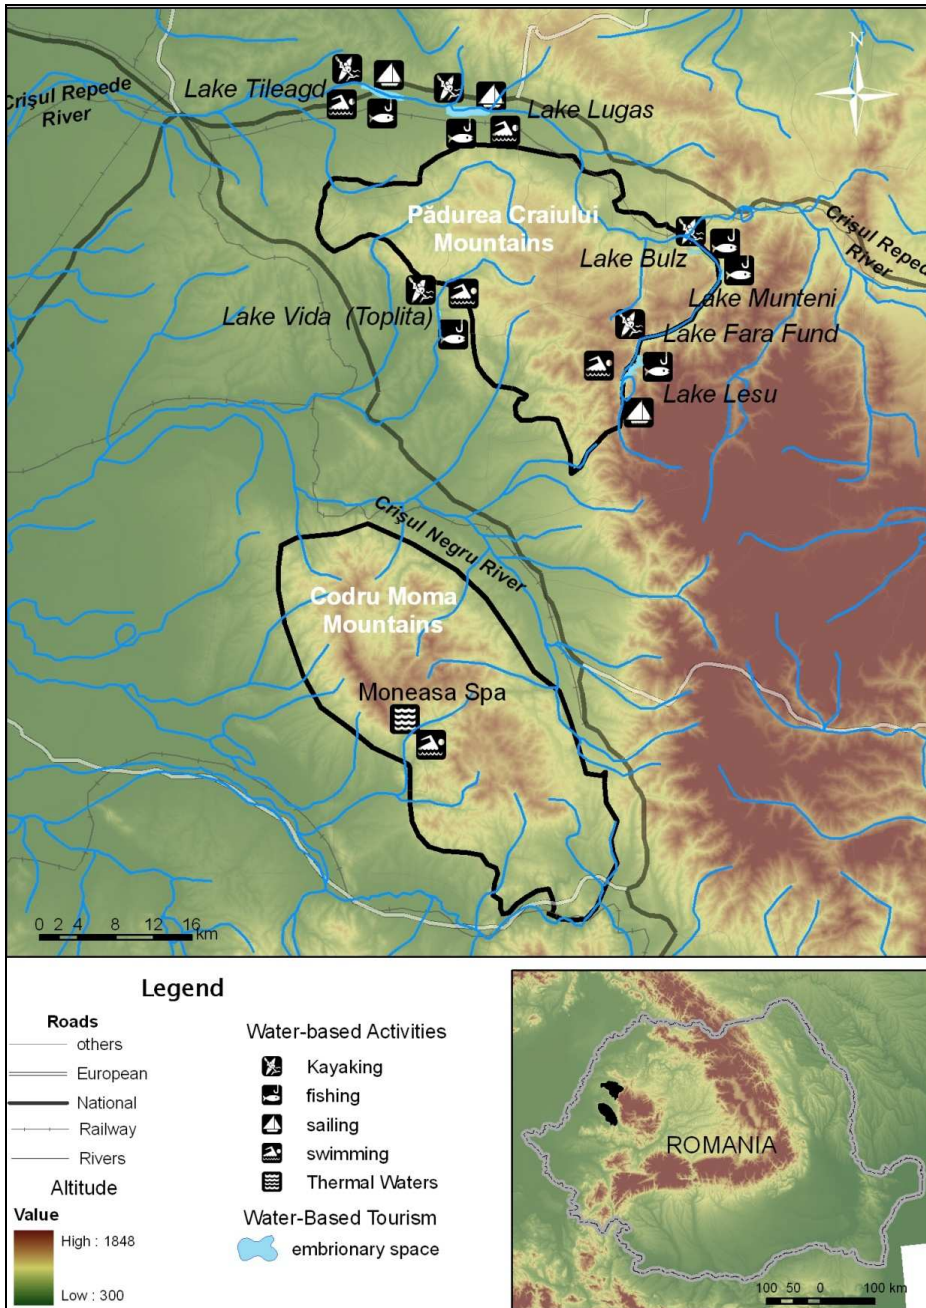 N
Crişul Repede
River
Lake Tileagd
Lake Lugas
Pădurea Craiului
Mountains
Crişul Repede
River
Lake Bulz
Lake Munteni
Lake Vida (Toplita)
Lake Fara Fund
Lake Lesu
Crişul Negru River
Codru Moma
Mountains
Moneasa Spa
0 2 4 8 12 16
km
Legend
Roads
others
European
National
Railway
Rivers
Altitude
Value
High : 1848
Low : 300
Water-based Activities
Kayaking
fishing
sailing
swimming
Thermal Waters
Water-Based Tourism
embrionary space
ROMANIA
100 50 0 100 km